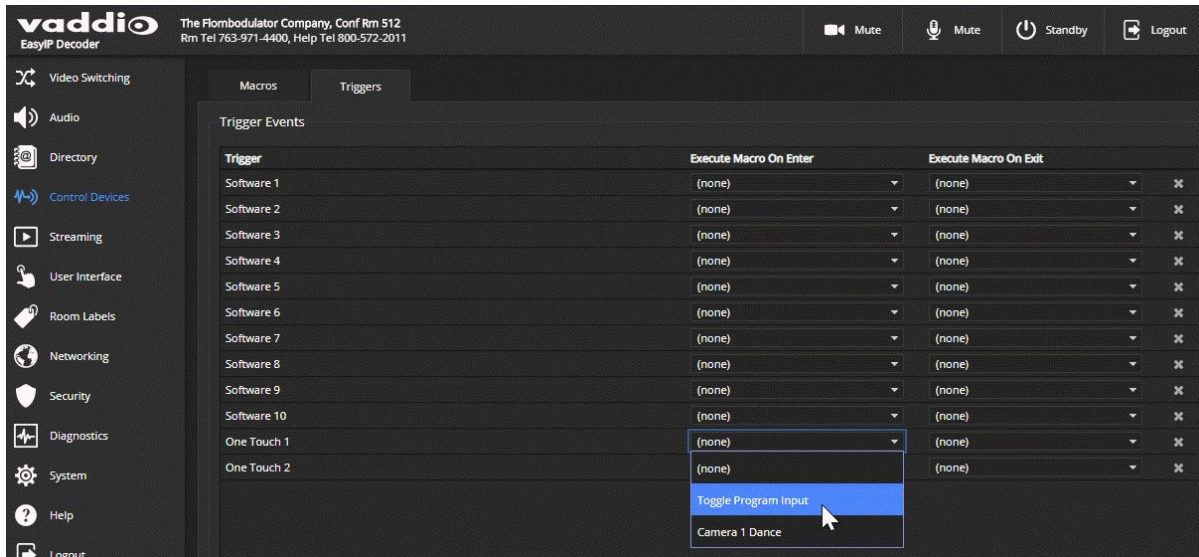 vaddio
EasyIP Decoder
The Flombodulator Company, Conf Rm 512
Rm Tel 763-971-4400, Help Tel 800-572-2011
Mute
Mute
Standby
Logout
Video Switching
Audio
Directory
Control Devices
Streaming
User Interface
Room Labels
Networking
Security
Diagnostics
System
Help
Logout
Macros
Triggers
Trigger Events
Trigger Execute Macro On Enter Execute Macro On Exit
Software 1 (none) (none)
Software 2 (none) (none)
Software 3 (none) (none)
Software 4 (none) (none)
Software 5 (none) (none)
Software 6 (none) (none)
Software 7 (none) (none)
Software 8 (none) (none)
Software 9 (none) (none)
Software 10 (none) (none)
One Touch 1 (none) (none)
One Touch 2 (none) (none)
Toggle Program Input
Camera 1 Dance